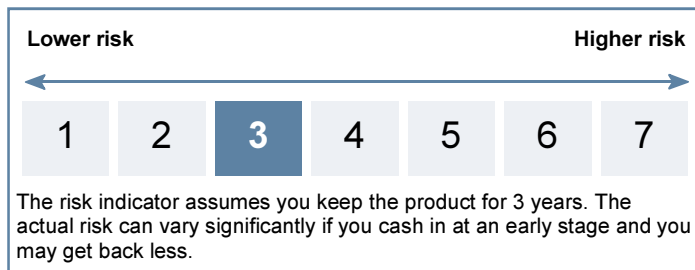 Lower risk Higher risk
1 2 3 4 5 6 7
The risk indicator assumes you keep the product for 3 years. The
actual risk can vary significantly if you cash in at an early stage and you
may get back less.